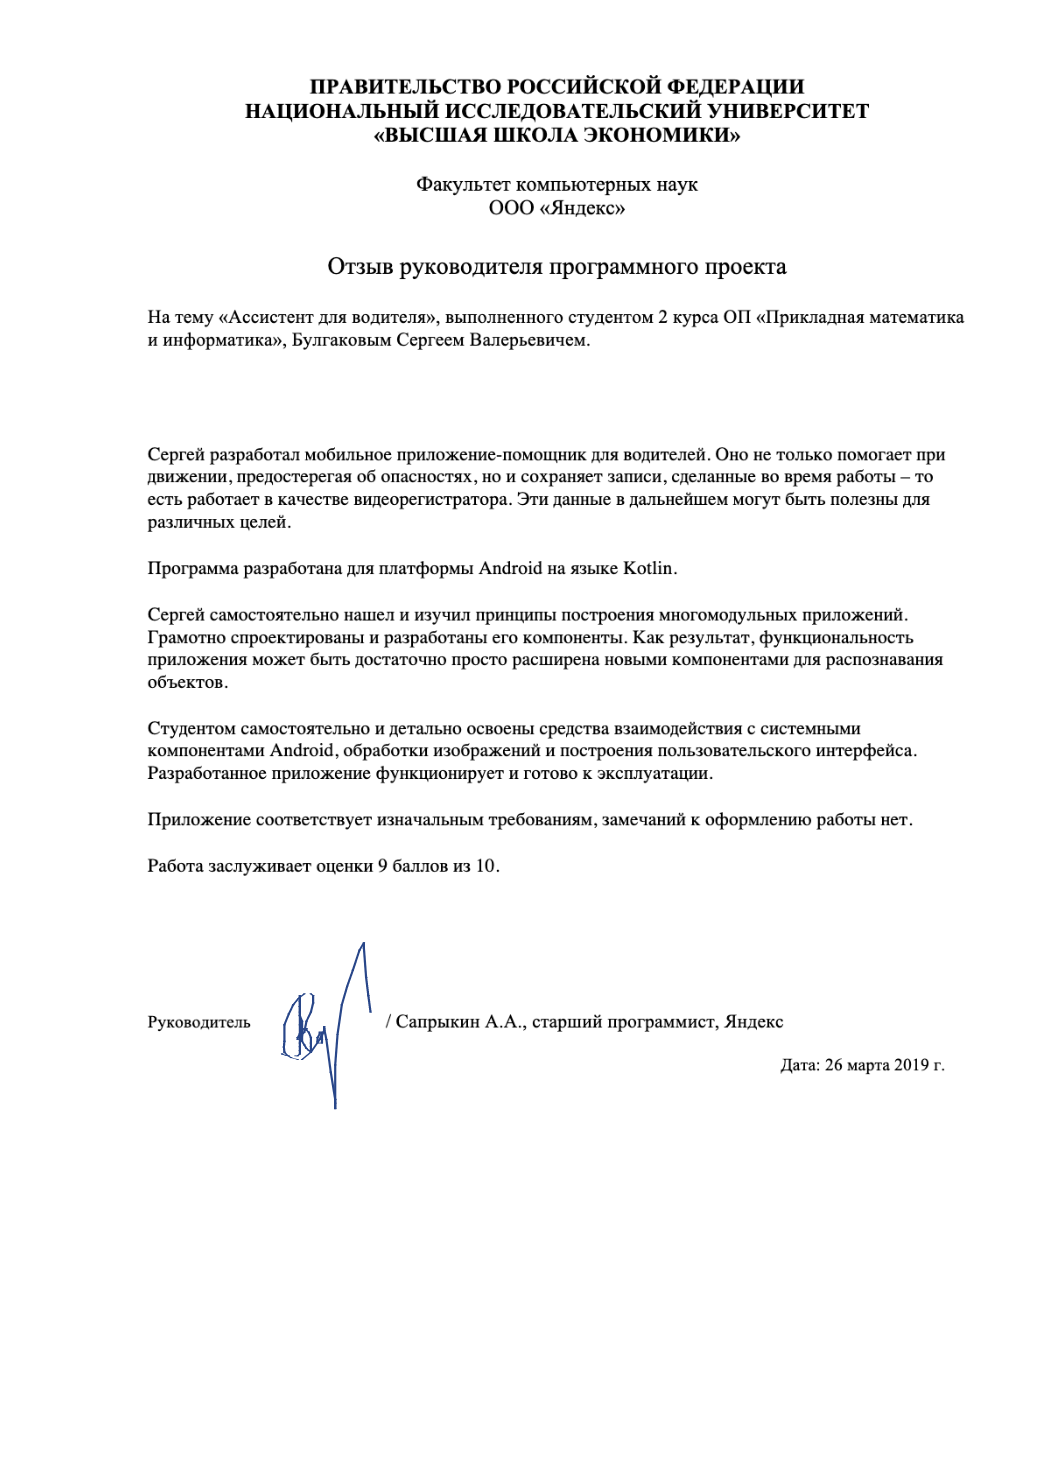 ПРАВИТЕЛЬСТВО РОССИЙСКОЙ ФЕДЕРАЦИИ
НАЦИОНАЛЬНЫЙ ИССЛЕДОВАТЕЛЬСКИЙ УНИВЕРСИТЕТ
«ВЫСШАЯ ШКОЛА ЭКОНОМИКИ»
Факультет компьютерных наук
ООО «Яндекс»
Отзыв руководителя программного проекта
На тему «Ассистент для водителя», выполненного студентом 2 курса ОП «Прикладная математика
и информатика», Булгаковым Сергеем Валерьевичем.
Сергей разработал мобильное приложение-помощник для водителей. Оно не только помогает при
движении, предостерегая об опасностях, но и сохраняет записи, сделанные во время работы – то
есть работает в качестве видеорегистратора. Эти данные в дальнейшем могут быть полезны для
различных целей.
Программа разработана для платформы Android на языке Kotlin.
Сергей самостоятельно нашел и изучил принципы построения многомодульных приложений.
Грамотно спроектированы и разработаны его компоненты. Как результат, функциональность
приложения может быть достаточно просто расширена новыми компонентами для распознавания
объектов.
Студентом самостоятельно и детально освоены средства взаимодействия с системными
компонентами Android, обработки изображений и построения пользовательского интерфейса.
Разработанное приложение функционирует и готово к эксплуатации.
Приложение соответствует изначальным требованиям, замечаний к оформлению работы нет.
Работа заслуживает оценки 9 баллов из 10.
Руководитель / Сапрыкин А.А., старший программист, Яндекс
Дата: 26 марта 2019 г.